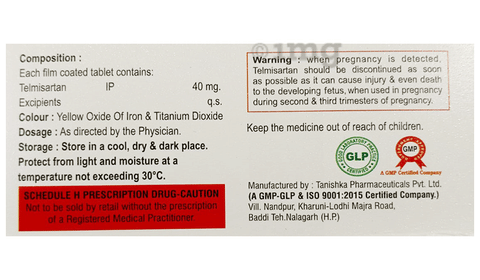 1mg
Composition :
Each film coated tablet contains:
Telmisartan IP 40 mg.
Excipients q.s.
Colour : Yellow Oxide Of Iron & Titanium Dioxide
Dosage : As directed by the Physician.
Storage : Store in a cool, dry & dark place.
Protect from light and moisture at a
temperature not exceeding 30°C.
SCHEDULE H PRESCRIPTION DRUG-CAUTION
Not to be sold by retail without the prescription
of a Registered Medical Practitioner.
Warning : when pregnancy is detected,
Telmisartan should be discontinued as soon
as possible as it can cause injury & even death
to the developing fetus, when used in pregnancy
during second & third trimesters of pregnancy.
Keep the medicine out of reach of children.
GOOD LABORATORY PRACTICE
GLP
CERTIFIED
GMP
A GMP Certified Company
Manufactured by : Tanishka Pharmaceuticals Pvt. Ltd.
(A GMP-GLP & ISO 9001:2015 Certified Company.)
Vill. Nandpur, Kharuni-Lodhi Majra Road,
Baddi Teh.Nalagarh (H.P.)